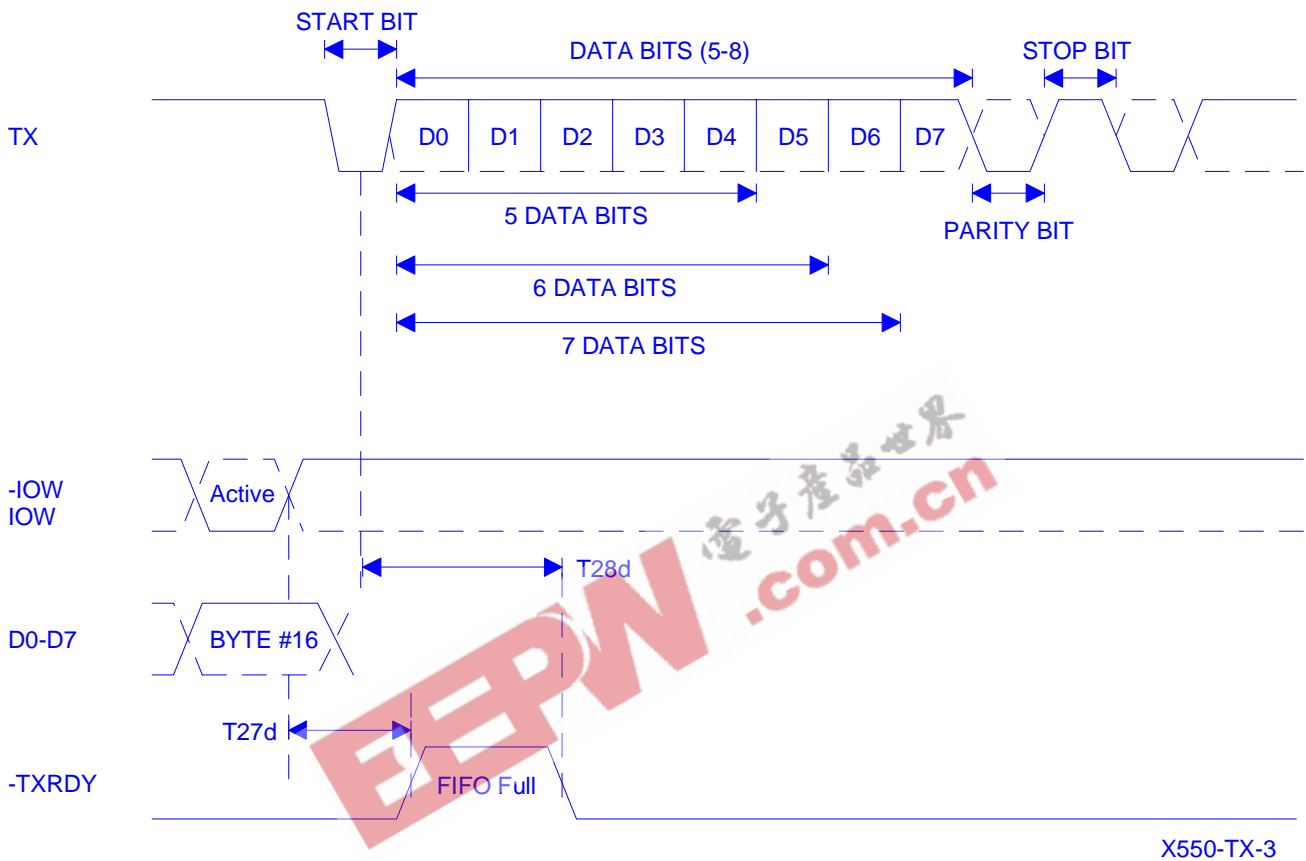 START BIT
DATA BITS (5-8)
STOP BIT
TX
D0 D1 D2 D3 D4 D5 D6 D7
5 DATA BITS
PARITY BIT
6 DATA BITS
7 DATA BITS
-IOW
IOW
Active
T28d
D0-D7
BYTE #16
T27d
-TXRDY
FIFO Full
EEPW
電子產品世界
.com.cn
X550-TX-3